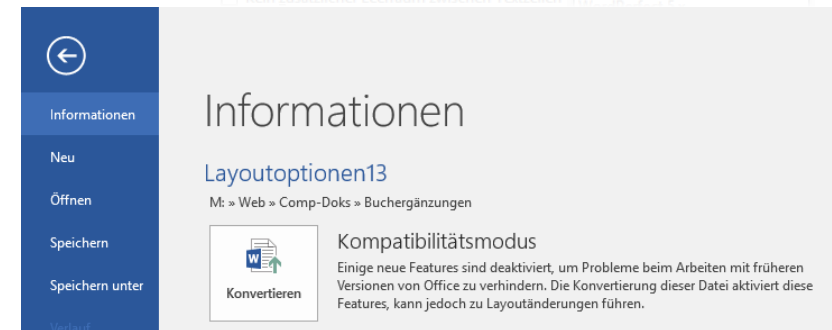 Informationen
Neu
Öffnen
Speichern
Speichern unter
Verlauf
Informationen
Layoutoptionen13
M: » Web » Comp-Doks » Buchergänzungen
Konvertieren
Kompatibilitätsmodus
Einige neue Features sind deaktiviert, um Probleme beim Arbeiten mit früheren
Versionen von Office zu verhindern. Die Konvertierung dieser Datei aktiviert diese
Features, kann jedoch zu Layoutänderungen führen.